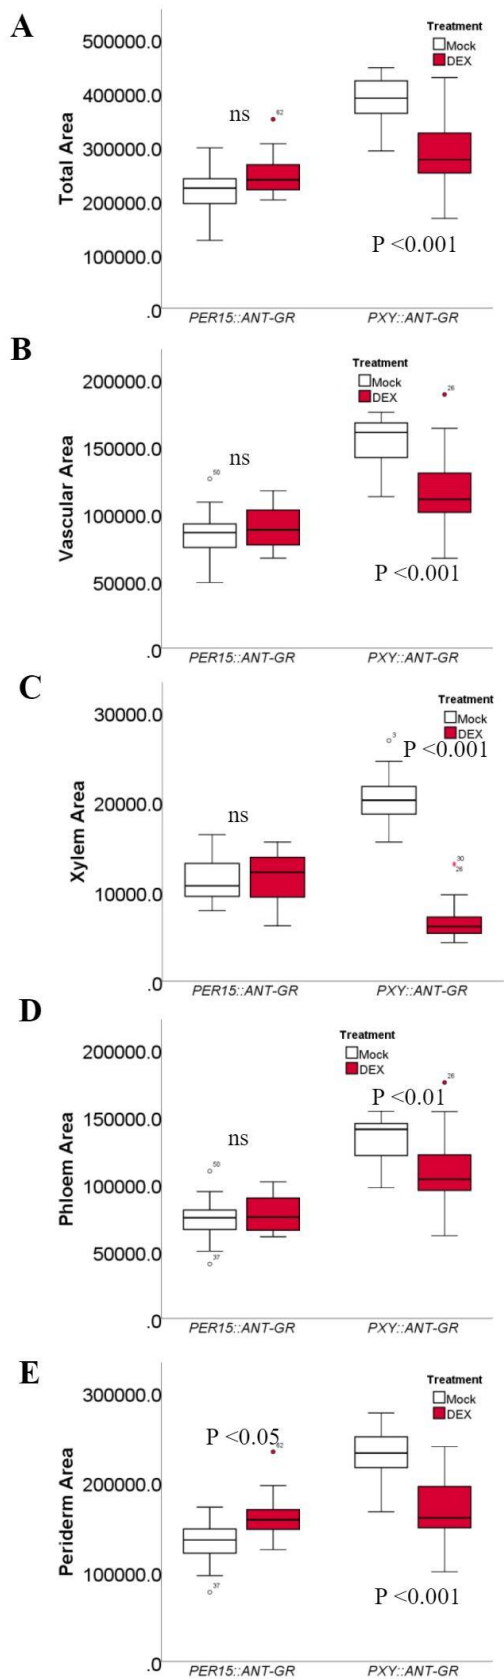 A
Treatment
Mock
DEX
500000.0
400000.0
300000.0
200000.0
100000.0
.0
Total Area
ns
62
P <0.001
PER15::ANT-GR
PXY::ANT-GR
B
Treatment
Mock
DEX
200000.0
150000.0
100000.0
50000.0
.0
Vascular Area
ns
50
26
P <0.001
PER15::ANT-GR
PXY::ANT-GR
C
Treatment
Mock
DEX
30000.0
20000.0
10000.0
.0
Xylem Area
ns
3
P <0.001
30
26
PER15::ANT-GR
PXY::ANT-GR
D
Treatment
Mock
DEX
200000.0
150000.0
100000.0
50000.0
.0
Phloem Area
ns
50
37
26
P <0.01
PER15::ANT-GR
PXY::ANT-GR
E
Treatment
Mock
DEX
300000.0
200000.0
100000.0
.0
Periderm Area
P <0.05
62
37
P <0.001
PER15::ANT-GR
PXY::ANT-GR